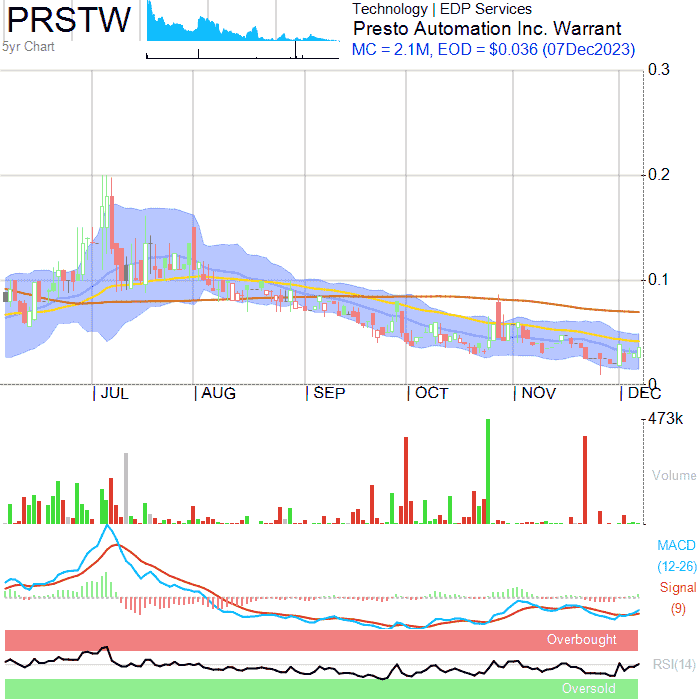 PRSTW
5yr Chart
Technology | EDP Services
Presto Automation Inc. Warrant
MC = 2.1M, EOD = $0.036 (07Dec2023)
0.3
0.2
0.1
0
JUL AUG SEP OCT NOV DEC
473k
Volume
MACD
(12-26)
Signal
(9)
Overbought
RSI(14)
Oversold